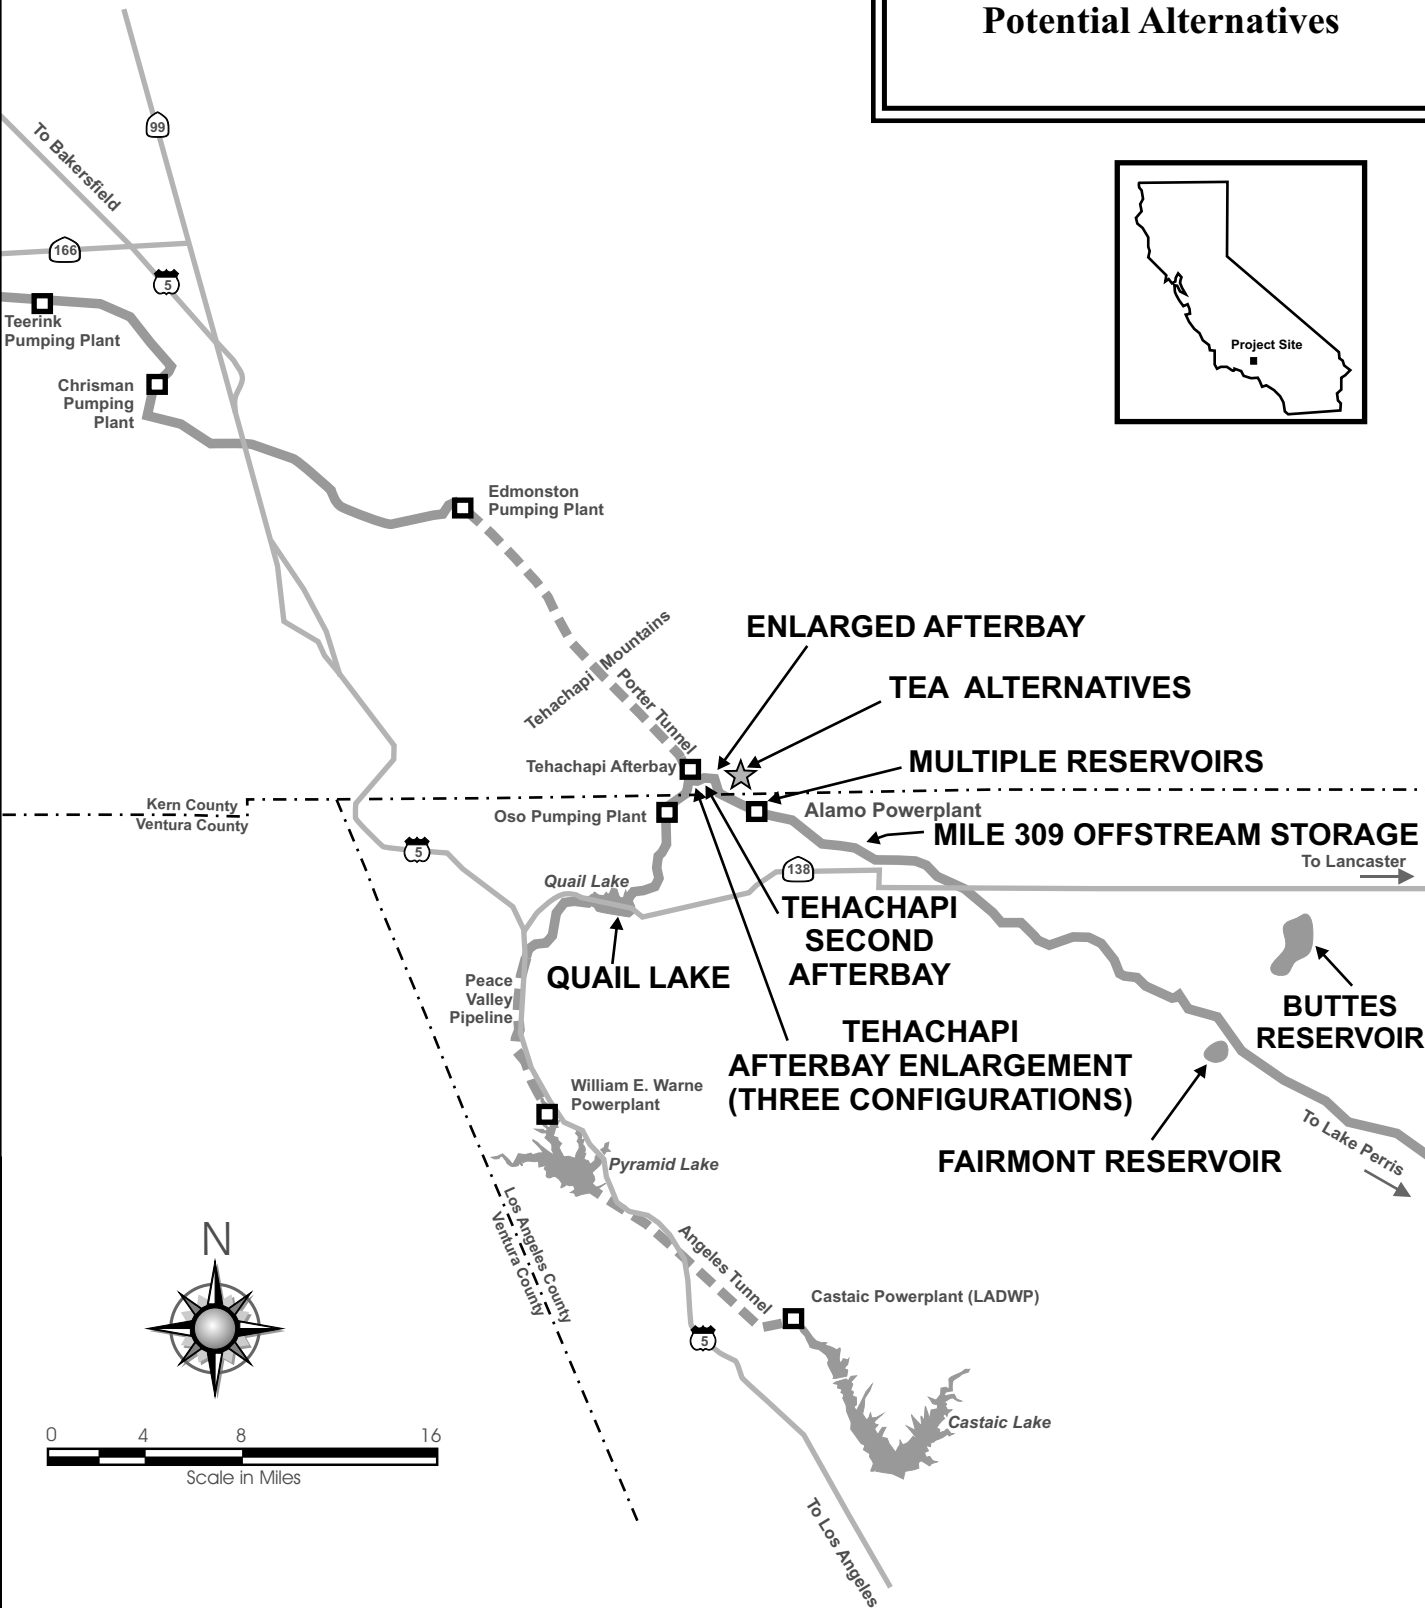 Potential Alternatives
99
To Bakersfield
166
5
Teerink
Pumping Plant
Chrisman
Pumping
Plant
Project Site
Edmonston
Pumping Plant
Tehachapi Mountains
Porter Tunnel
ENLARGED AFTERBAY
TEA ALTERNATIVES
MULTIPLE RESERVOIRS
Tehachapi Afterbay
Kern County
Ventura County
Oso Pumping Plant
Alamo Powerplant
MILE 309 OFFSTREAM STORAGE
To Lancaster
5
138
Quail Lake
TEHACHAPI
SECOND
AFTERBAY
QUAIL LAKE
Peace
Valley
Pipeline
BUTTES
RESERVOIR
TEHACHAPI
AFTERBAY ENLARGEMENT
(THREE CONFIGURATIONS)
William E. Warne
Powerplant
To Lake Perris
FAIRMONT RESERVOIR
Pyramid Lake
Los Angeles County
Ventura County
N
Angeles Tunnel
Castaic Powerplant (LADWP)
5
Castaic Lake
0 4 8 16
Scale in Miles
To Los Angeles